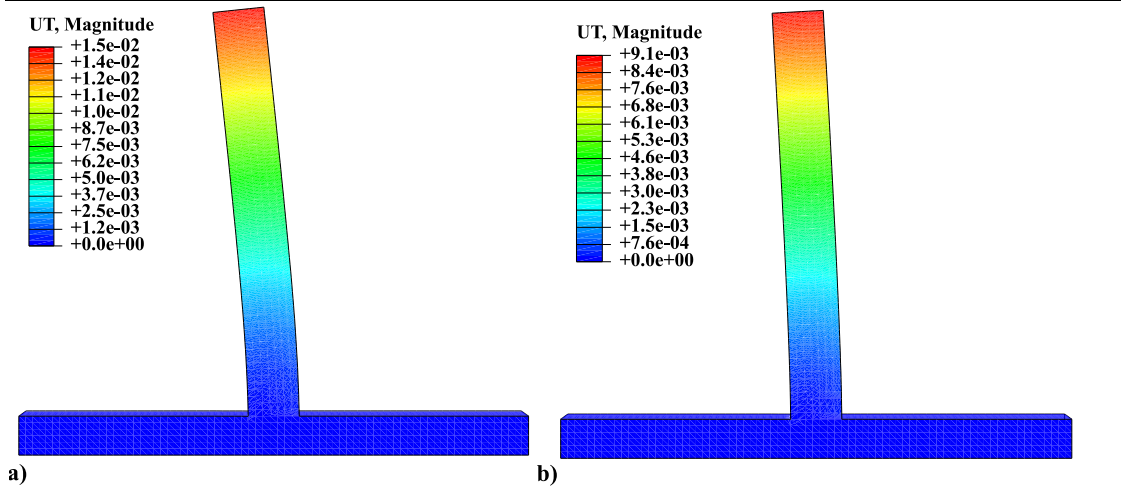 UT, Magnitude
+1.5e-02
+1.4e-02
+1.2e-02
+1.1e-02
+1.0e-02
+8.7e-03
+7.5e-03
+6.2e-03
+5.0e-03
+3.7e-03
+2.5e-03
+1.2e-03
+0.0e+00
a)
UT, Magnitude
+9.1e-03
+8.4e-03
+7.6e-03
+6.8e-03
+6.1e-03
+5.3e-03
+4.6e-03
+3.8e-03
+3.0e-03
+2.3e-03
+1.5e-03
+7.6e-04
+0.0e+00
b)